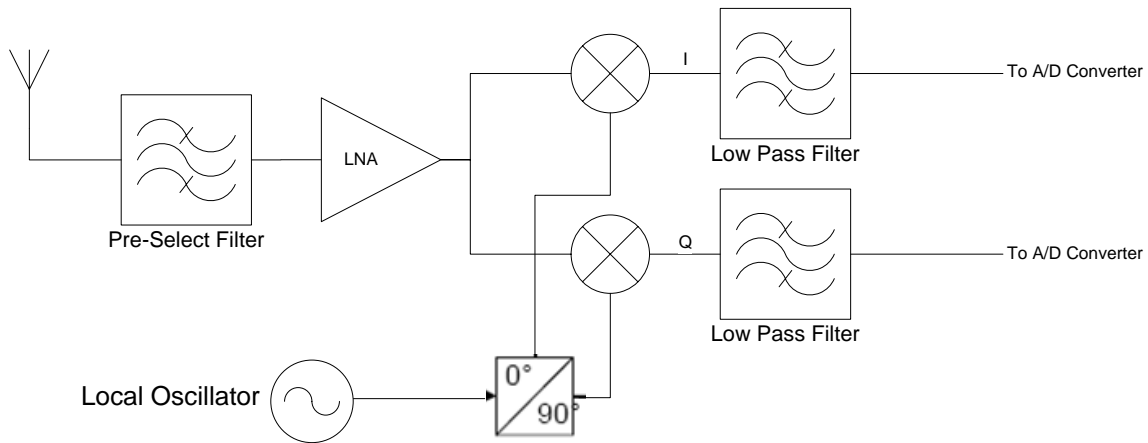 I
To A/D Converter
LNA
Low Pass Filter
Pre-Select Filter
Q
To A/D Converter
Low Pass Filter
0°
90°
Local Oscillator